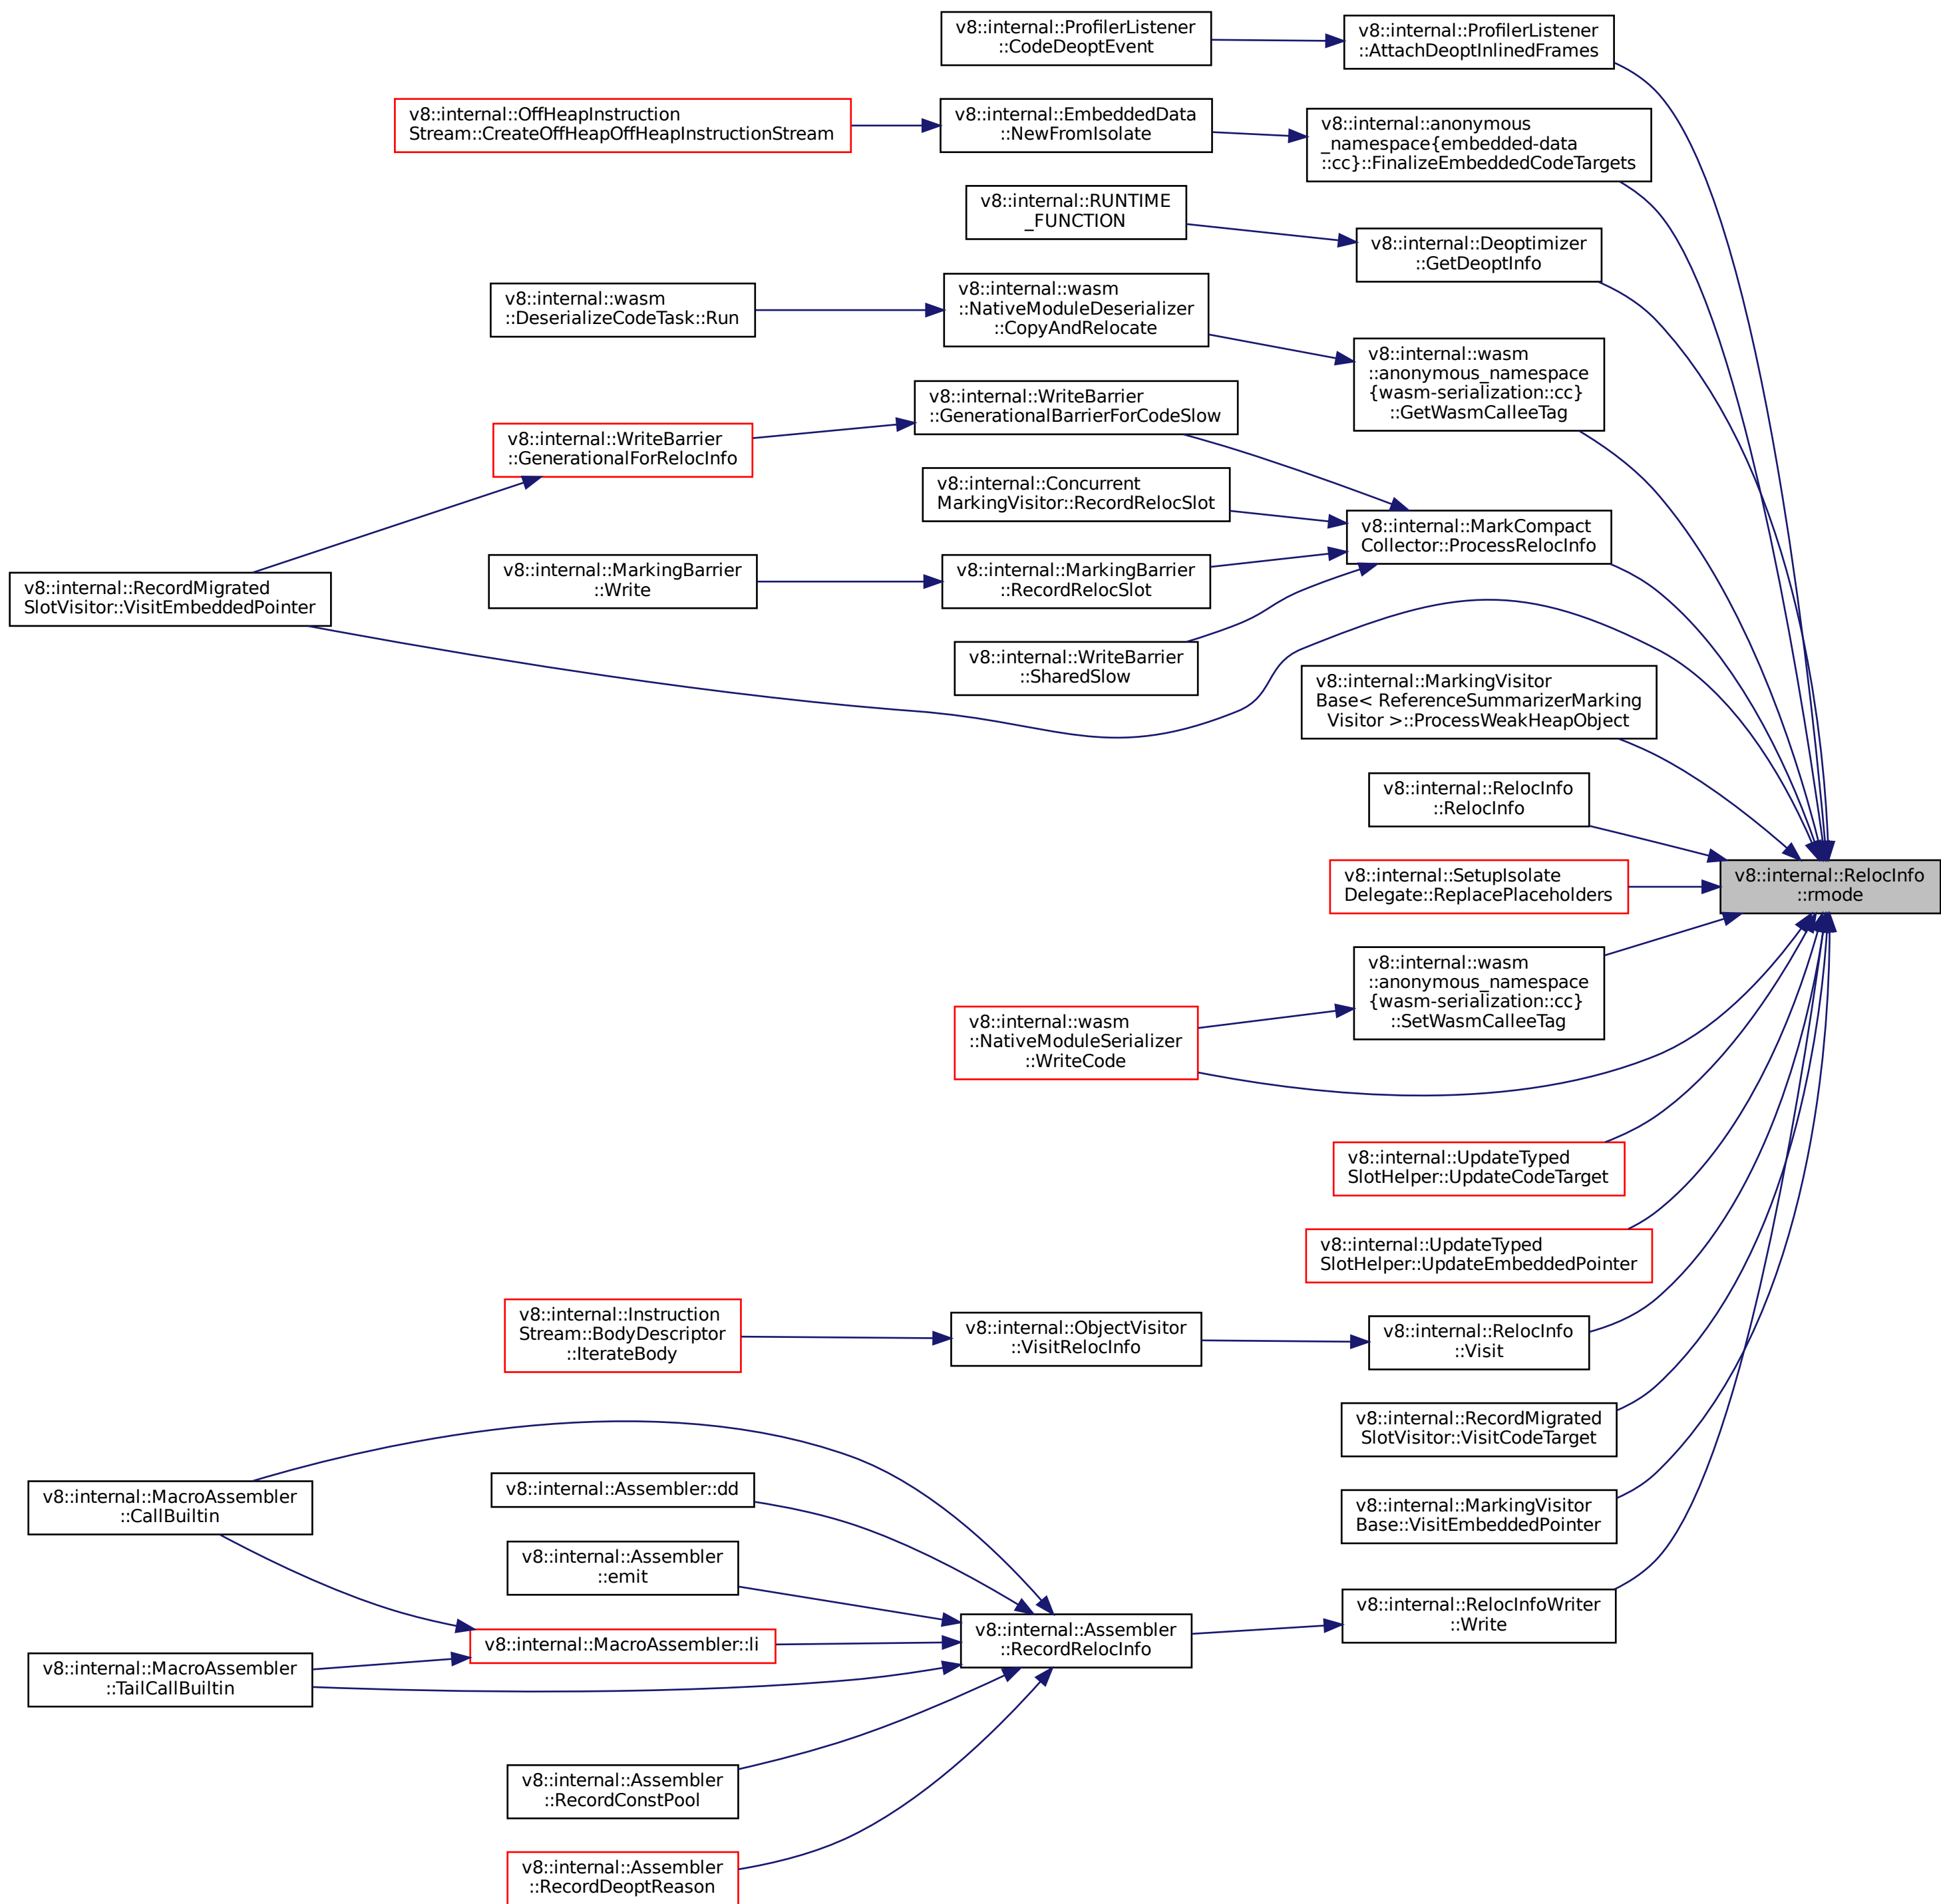 v8::internal::ProfilerListener
::CodeDeoptEvent
v8::internal::ProfilerListener
::AttachDeoptInlinedFrames
v8::internal::OffHeapInstruction
Stream::CreateOffHeapOffHeapInstructionStream
v8::internal::EmbeddedData
::NewFromIsolate
v8::internal::anonymous
_namespace{embedded-data
::cc}::FinalizeEmbeddedCodeTargets
v8::internal::RUNTIME
_FUNCTION
v8::internal::Deoptimizer
::GetDeoptInfo
v8::internal::wasm
::DeserializeCodeTask::Run
v8::internal::wasm
::NativeModuleDeserializer
::CopyAndRelocate
v8::internal::wasm
::anonymous_namespace
{wasm-serialization::cc}
::GetWasmCalleeTag
v8::internal::WriteBarrier
::GenerationalBarrierForCodeSlow
v8::internal::WriteBarrier
::GenerationalForRelocInfo
v8::internal::Concurrent
MarkingVisitor::RecordRelocSlot
v8::internal::MarkCompact
Collector::ProcessRelocInfo
v8::internal::RecordMigrated
SlotVisitor::VisitEmbeddedPointer
v8::internal::MarkingBarrier
::Write
v8::internal::MarkingBarrier
::RecordRelocSlot
v8::internal::WriteBarrier
::SharedSlow
v8::internal::MarkingVisitor
Base< ReferenceSummarizerMarking
Visitor >::ProcessWeakHeapObject
v8::internal::RelocInfo
::RelocInfo
v8::internal::SetupIsolate
Delegate::ReplacePlaceholders
v8::internal::RelocInfo
::rmode
v8::internal::wasm
::anonymous_namespace
{wasm-serialization::cc}
::SetWasmCalleeTag
v8::internal::wasm
::NativeModuleSerializer
::WriteCode
v8::internal::UpdateTyped
SlotHelper::UpdateCodeTarget
v8::internal::UpdateTyped
SlotHelper::UpdateEmbeddedPointer
v8::internal::Instruction
Stream::BodyDescriptor
::IterateBody
v8::internal::ObjectVisitor
::VisitRelocInfo
v8::internal::RelocInfo
::Visit
v8::internal::RecordMigrated
SlotVisitor::VisitCodeTarget
v8::internal::MacroAssembler
::CallBuiltin
v8::internal::Assembler::dd
v8::internal::MarkingVisitor
Base::VisitEmbeddedPointer
v8::internal::Assembler
::emit
v8::internal::MacroAssembler::li
v8::internal::Assembler
::RecordRelocInfo
v8::internal::RelocInfoWriter
::Write
v8::internal::MacroAssembler
::TailCallBuiltin
v8::internal::Assembler
::RecordConstPool
v8::internal::Assembler
::RecordDeoptReason